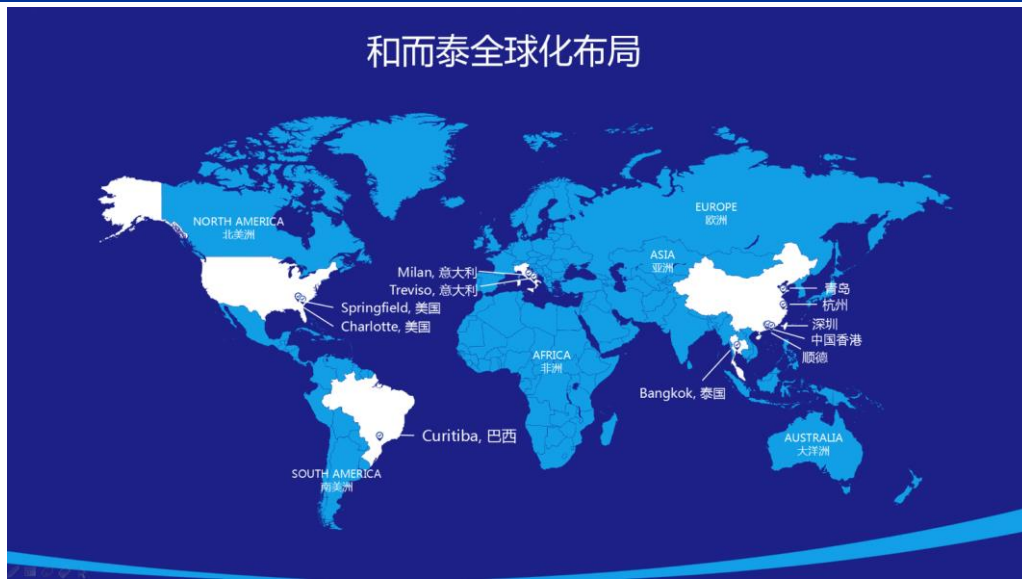 和而泰全球化布局
NORTH AMERICA
北美洲
EUROPE
欧洲
ASIA
亚洲
Milan, 意大利
Treviso, 意大利
Springfield, 美国
Charlotte, 美国
青岛
杭州
深圳
中国香港
顺德
AFRICA
非洲
Bangkok, 泰国
Curitiba, 巴西
AUSTRALIA
大洋洲
SOUTH AMERICA
南美洲